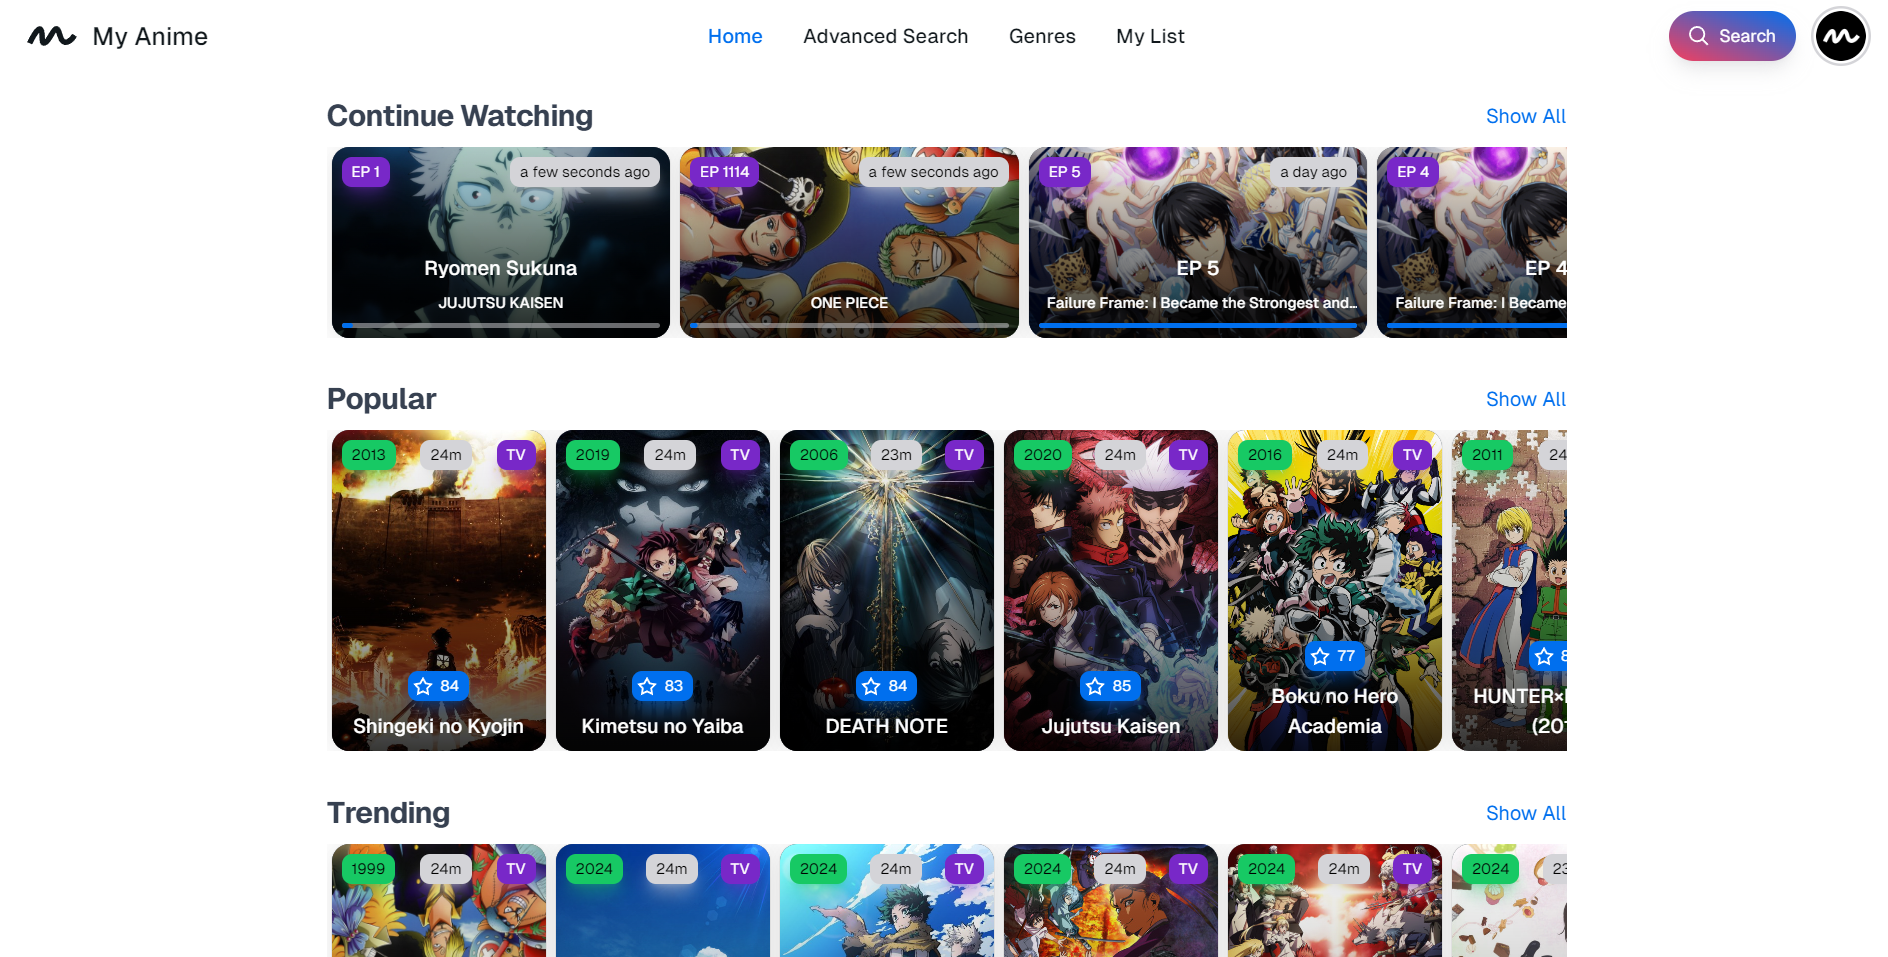 My Anime
Home
Advanced Search
Genres
My List
Search
Continue Watching
Show All
EP 1
a few seconds ago
Ryomen Sukuna
JUJUTSU KAISEN
EP 1114
a few seconds ago
ONE PIECE
EP 5
a day ago
EP 5
Failure Frame: I Became the Strongest and...
EP 4
EP 4
Failure Frame: I Became
Popular
Show All
2013
24m
TV
84
Shingeki no Kyojin
2019
24m
TV
83
Kimetsu no Yaiba
2006
23m
TV
84
DEATH NOTE
2020
24m
TV
85
Jujutsu Kaisen
2016
24m
TV
77
Boku no Hero
Academia
2011
24
HUNTER×
(201
Trending
Show All
1999
24m
TV
2024
24m
TV
2024
24m
TV
2024
24m
TV
2024
24m
TV
2024
23